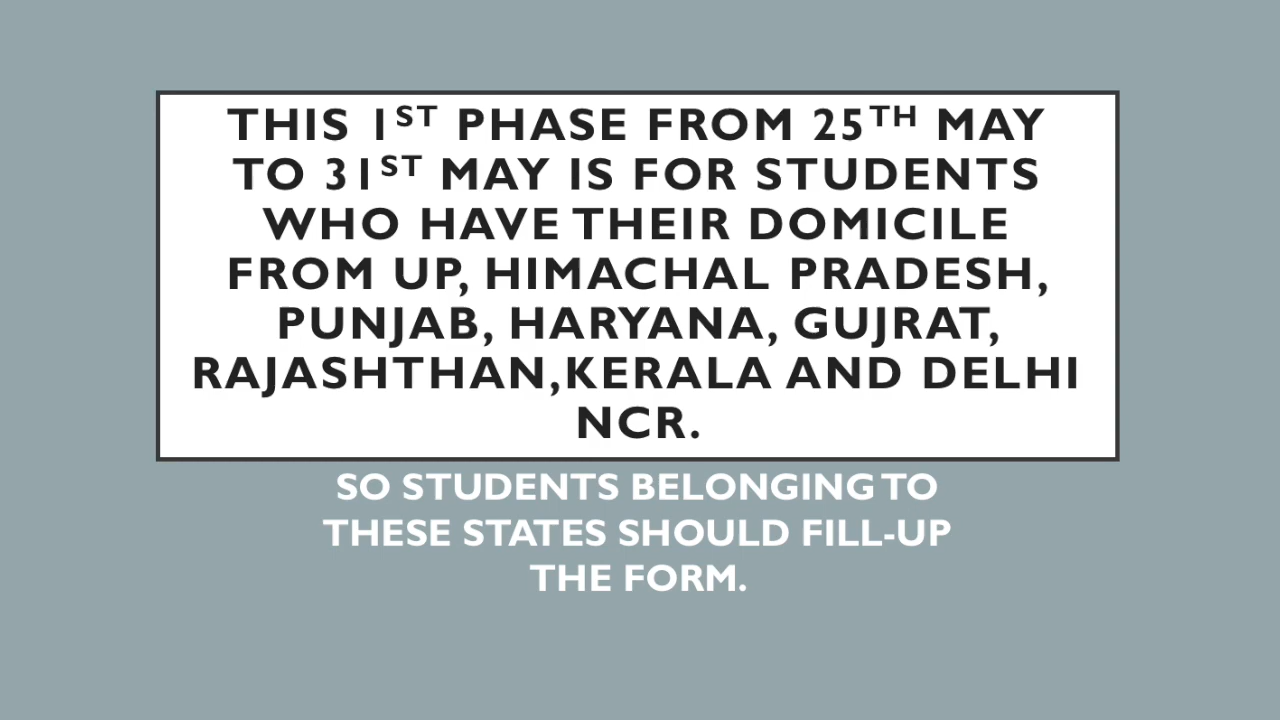 THIS 1ST PHASE FROM 25TH MAY
TO 31ST MAY IS FOR STUDENTS
WHO HAVE THEIR DOMICILE
FROM UP, HIMACHAL PRADESH,
PUNJAB, HARYANA, GUJRAT,
RAJASHTHAN,KERALA AND DELHI
NCR.
SO STUDENTS BELONGING TO
THESE STATES SHOULD FILL-UP
THE FORM.